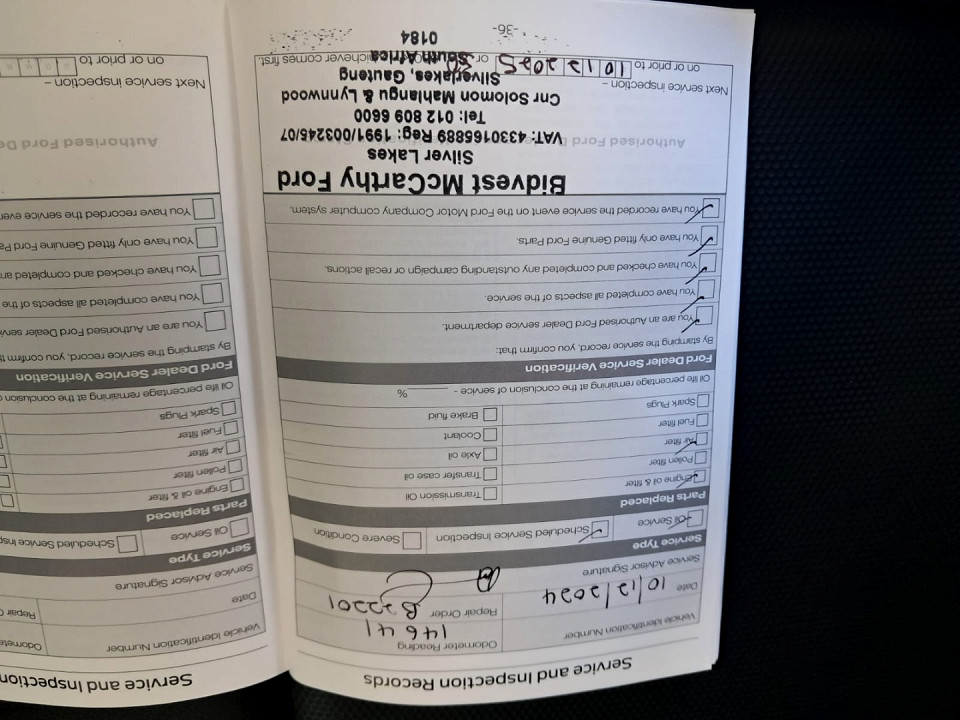 Service and Inspection Records
Vehicle Identification Number
Odometer Reading
14641
Date 10/12/2024
Repair Order B22201
Service Advisor Signature
Service Type
Oil Service
Scheduled Service Inspection
Severe Condition
Parts Replaced
Engine oil & filter
Transmission Oil
Pollen filter
Transfer case oil
Air filter
Axle oil
Fuel filter
Coolant
Spark Plugs
Brake fluid
Oil life percentage remaining at the conclusion of service - ______ %
Ford Dealer Service Verification
By stamping the service record, you confirm that:
You are an Authorised Ford Dealer service department.
You have completed all aspects of the service.
You have checked and completed any outstanding campaign or recall actions.
You have only fitted Genuine Ford Parts.
You have recorded the service event on the Ford Motor Company computer system.
Bidvest McCarthy Ford
Silver Lakes
VAT: 4330165889 Reg: 1991/003245/07
Authorised Ford
Tel: 012 809 6600
Cnr Solomon Mahlangu & Lynnwood
Silverlakes, Gauteng
South Africa
0184
Next service inspection –
on or prior to 10 12 2025 or whichever comes first.
-36-
Service and Inspection
Vehicle Identification Number
Odome
Date
Repair
Service Advisor Signature
Service Type
Oil Service
Scheduled Service Insp
Parts Replaced
Engine oil & filter
Pollen filter
Air filter
Fuel filter
Spark Plugs
Oil life percentage remaining at the conclusion
Ford Dealer Service Verification
By stamping the service record, you confirm th
You are an Authorised Ford Dealer servi
You have completed all aspects of the
You have checked and completed an
You have only fitted Genuine Ford Pa
You have recorded the service eve
Authorised Ford De
Next service inspection –
on or prior to